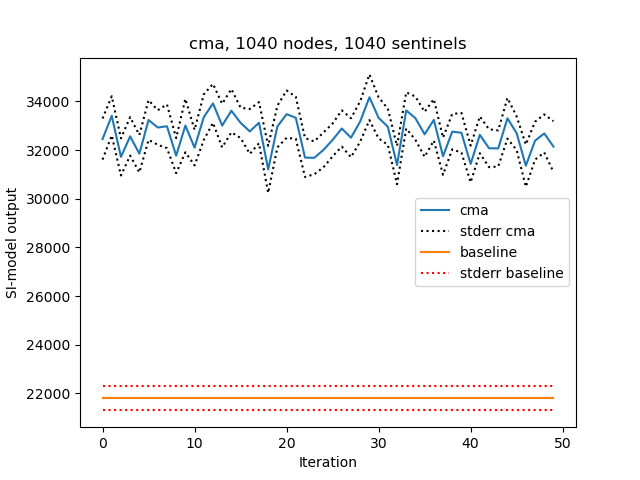 cma, 1040 nodes, 1040 sentinels
SI-model output
34000
32000
30000
28000
26000
24000
22000
cma
stderr cma
baseline
stderr baseline
0 10 20 30 40 50
Iteration